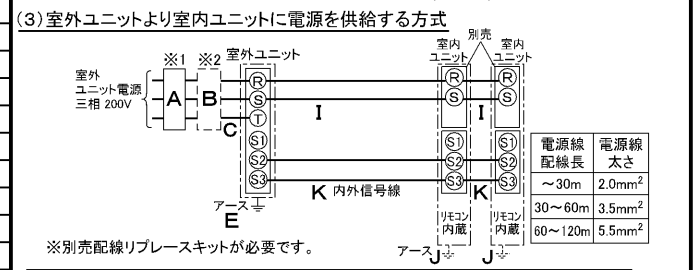 (3)室外ユニットより室内ユニットに電源を供給する方式
※1 ※2 室外ユニット
室内ユニット
別売
室内ユニット
室外
ユニット電源
三相 200V
A
B
C
R
S
T
S1
S2
S3
I
R
S
S1
S2
S3
I
R
S
S1
S2
S3
K 内外信号線
K
アース
E
リモコン
内蔵
リモコン
内蔵
アース J
J
電源線配線長 電源線太さ
～30m 2.0mm²
30～60m 3.5mm²
60～120m 5.5mm²
※別売配線リプレースキットが必要です。